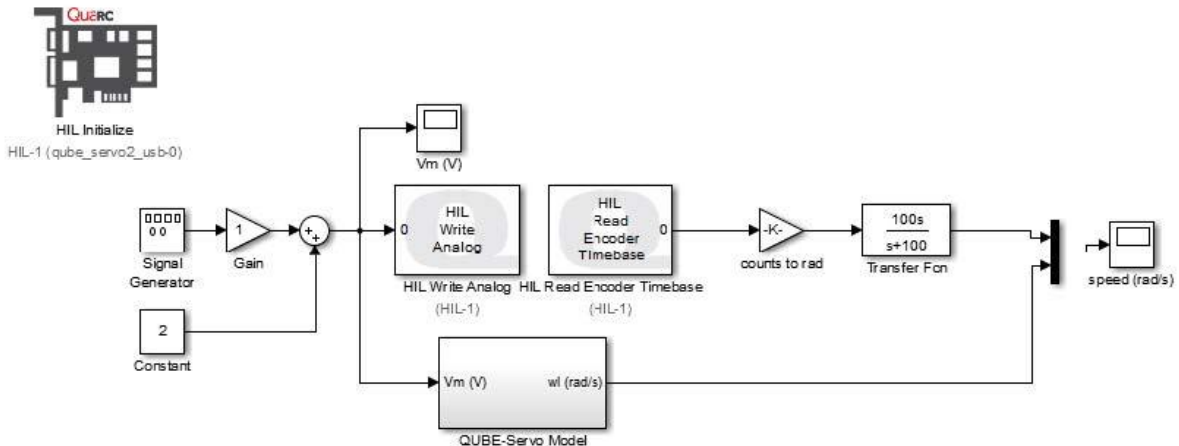 QUARC
HIL Initialize
HIL-1 (qube_servo2_usb-0)
Vm (V)
Signal
Generator
1
Gain
+
+
2
Constant
0
HIL
Write
Analog
HIL Write Analog
(HIL-1)
HIL
Read
Encoder
Timebase
0
HIL Read Encoder Timebase
(HIL-1)
-K-
counts to rad
100s
s+100
Transfer Fcn
speed (rad/s)
Vm (V)
wl (rad/s)
QUBE-Servo Model